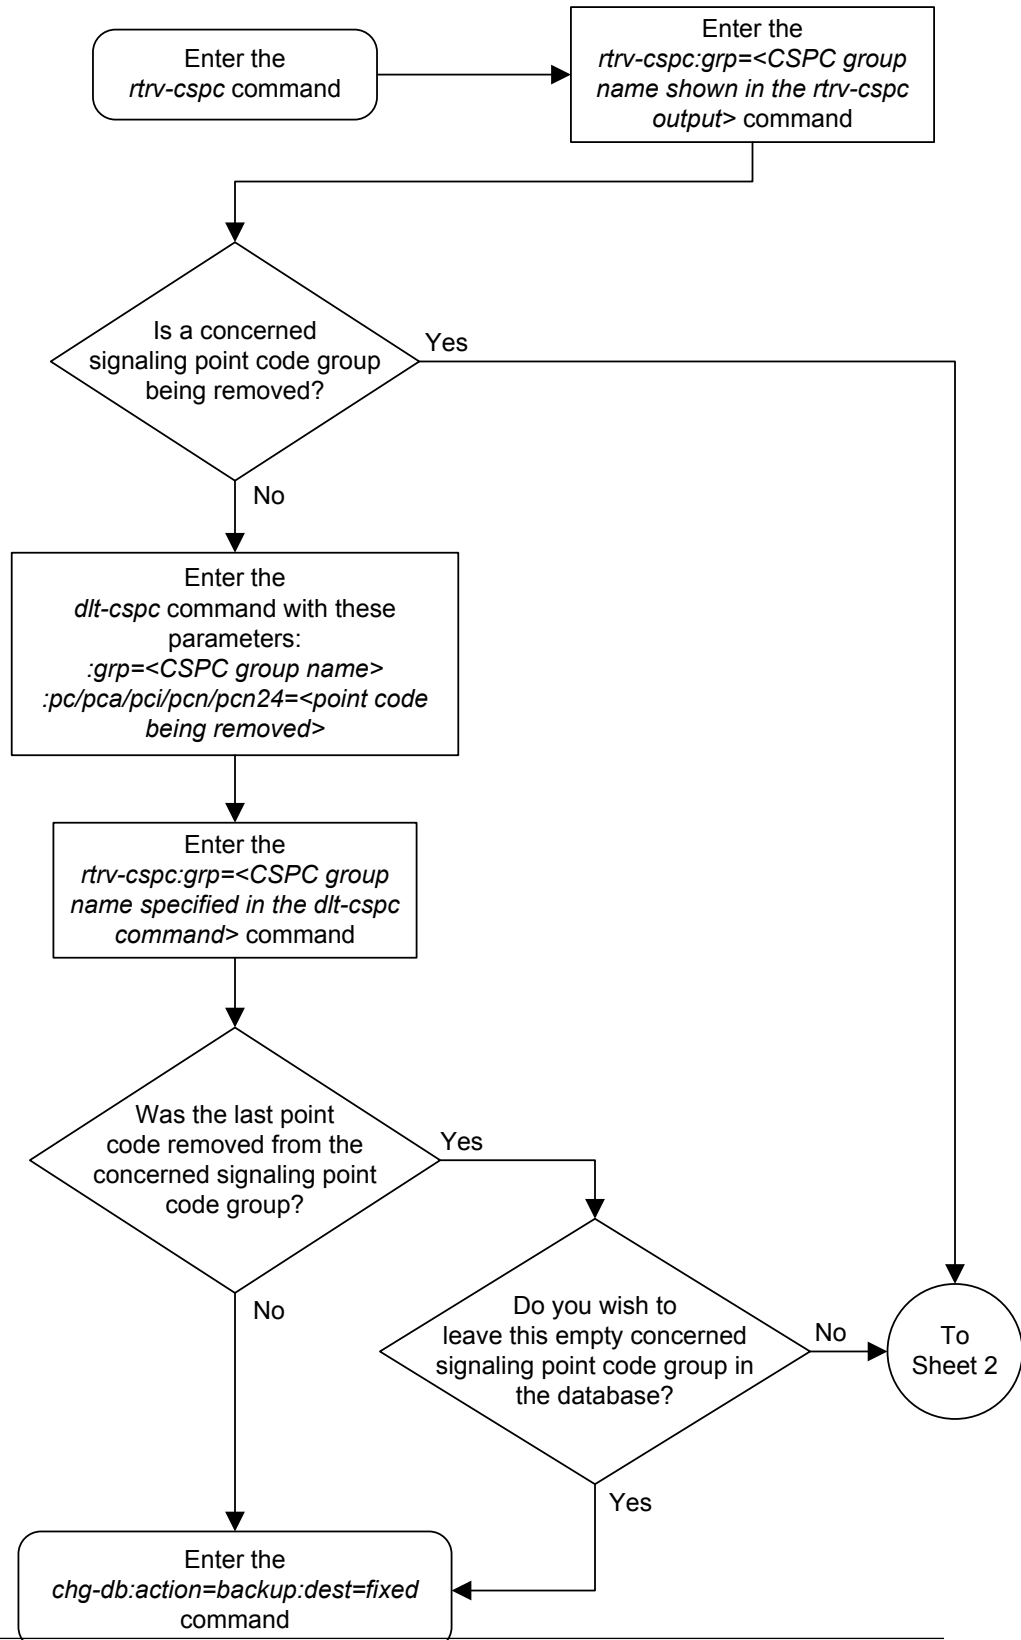 Enter the
rtrv-cspc command
Enter the
rtrv-cspc:grp=<CSPC group
name shown in the rtrv-cspc
output> command
Is a concerned
signaling point code group
being removed?
Yes
No
Enter the
dlt-cspc command with these
parameters:
:grp=<CSPC group name>
:pc/pca/pci/pcn/pcn24=<point code
being removed>
Enter the
rtrv-cspc:grp=<CSPC group
name specified in the dlt-cspc
command> command
Was the last point
code removed from the
concerned signaling point
code group?
Yes
No
Do you wish to
leave this empty concerned
signaling point code group in
the database?
No
To
Sheet 2
Yes
Enter the
chg-db:action=backup:dest=fixed
command